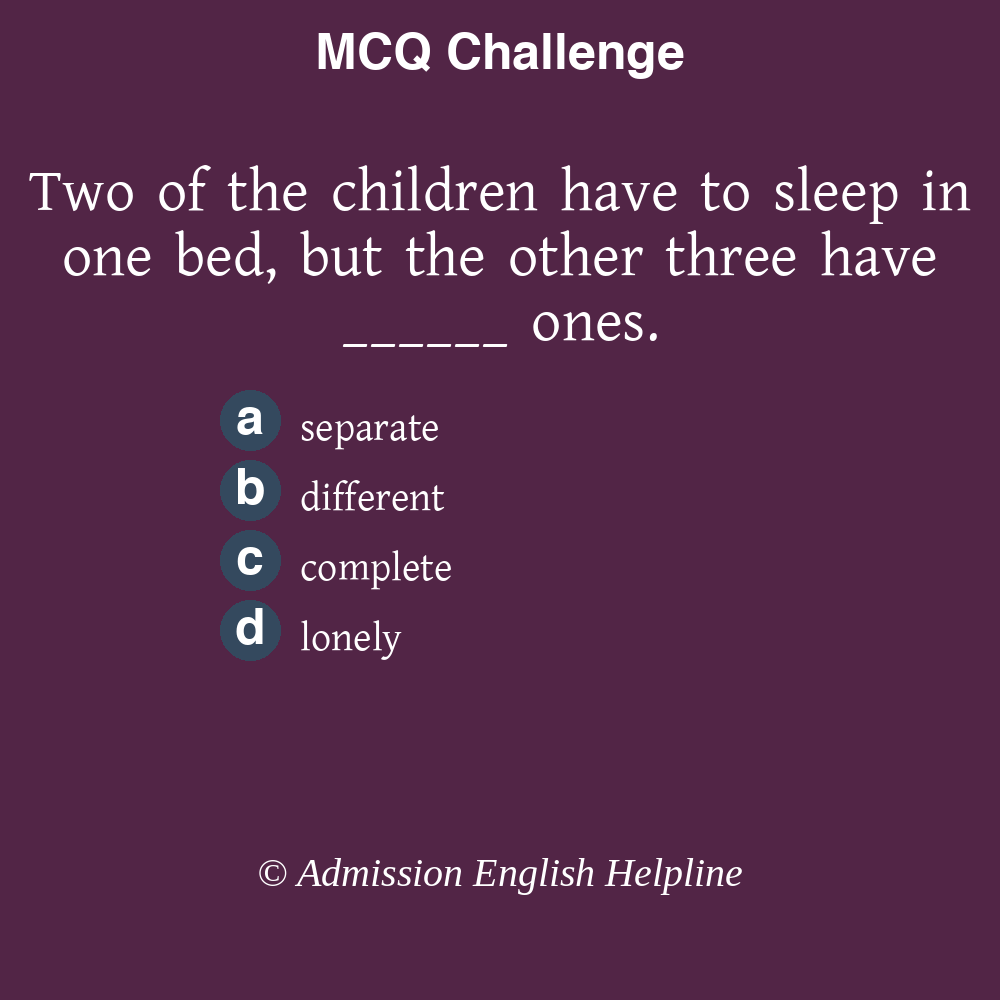 MCQ Challenge
Two of the children have to sleep in
one bed, but the other three have
______ ones.
a separate
b different
c complete
d lonely
© Admission English Helpline